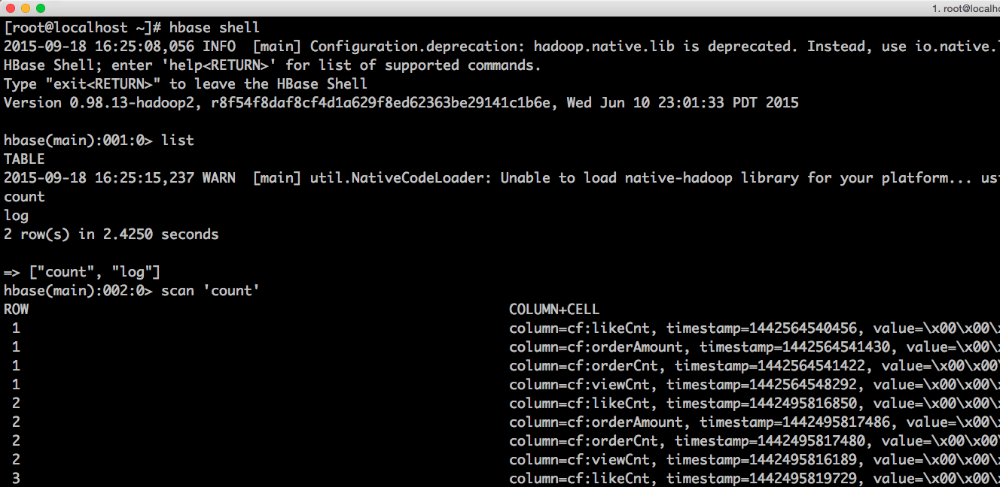 1. root@localho
[root@localhost ~]# hbase shell
2015-09-18 16:25:08,056 INFO  [main] Configuration.deprecation: hadoop.native.lib is deprecated. Instead, use io.native.l
HBase Shell; enter 'help<RETURN>' for list of supported commands.
Type "exit<RETURN>" to leave the HBase Shell
Version 0.98.13-hadoop2, r8f54f8daf8cf4d1a629f8ed62363be29141c1b6e, Wed Jun 10 23:01:33 PDT 2015
hbase(main):001:0> list
TABLE
2015-09-18 16:25:15,237 WARN  [main] util.NativeCodeLoader: Unable to load native-hadoop library for your platform... usi
count
log
2 row(s) in 2.4250 seconds
=> ["count", "log"]
hbase(main):002:0> scan 'count'
ROW COLUMN+CELL
1 column=cf:likeCnt, timestamp=1442564540456, value=\x00\x00\x
1 column=cf:orderAmount, timestamp=1442564541430, value=\x00\x
1 column=cf:orderCnt, timestamp=1442564541422, value=\x00\x00\
1 column=cf:viewCnt, timestamp=1442564548292, value=\x00\x00\x
2 column=cf:likeCnt, timestamp=1442495816850, value=\x00\x00\x
2 column=cf:orderAmount, timestamp=1442495817486, value=\x00\x
2 column=cf:orderCnt, timestamp=1442495817480, value=\x00\x00\
2 column=cf:viewCnt, timestamp=1442495816189, value=\x00\x00\x
3 column=cf:likeCnt, timestamp=1442495819729, value=\x00\x00\x